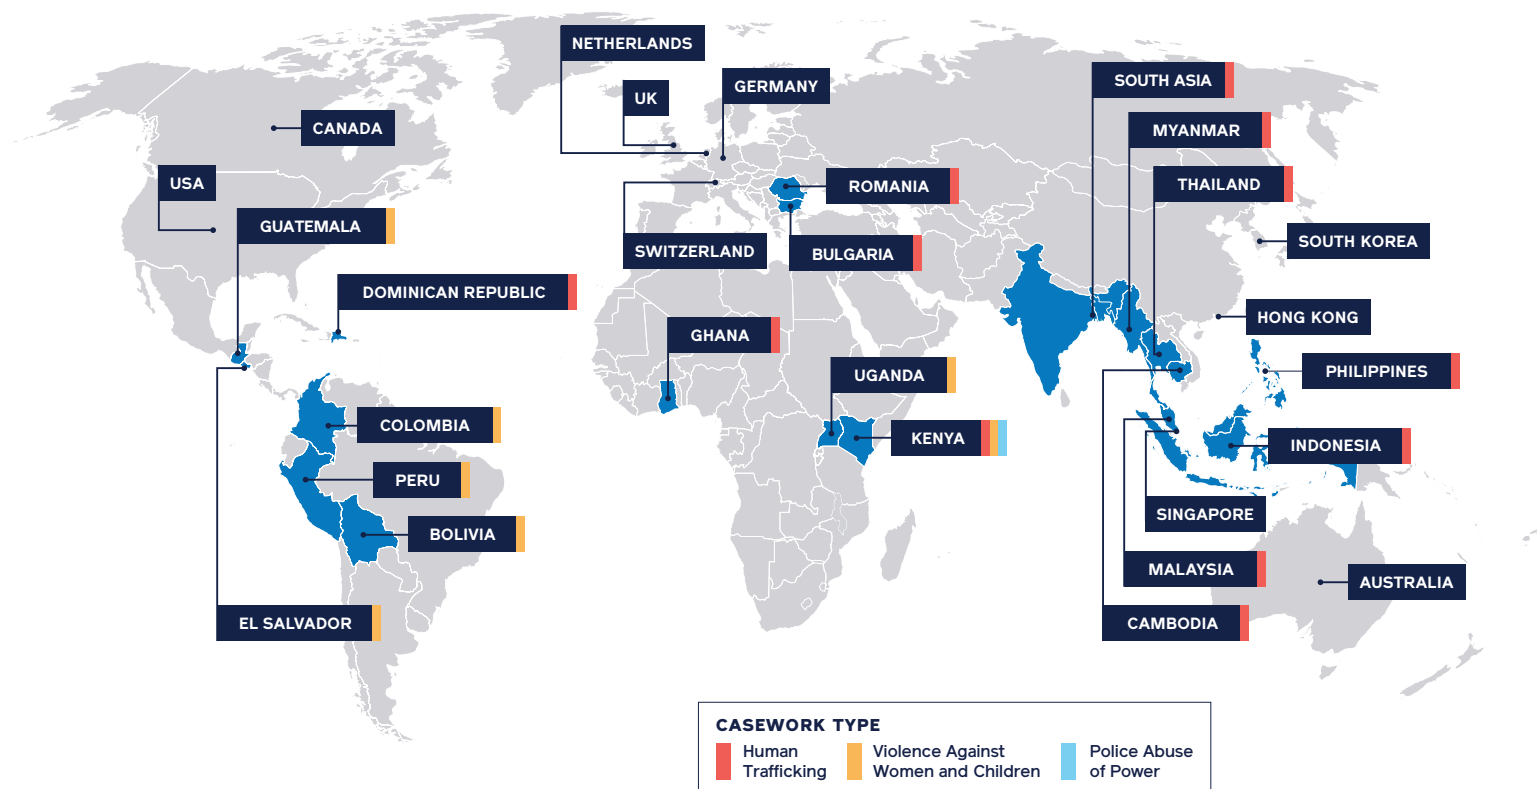 NETHERLANDS
UK
GERMANY
SOUTH ASIA
MYANMAR
CANADA
USA
THAILAND
ROMANIA
GUATEMALA
SOUTH KOREA
SWITZERLAND
BULGARIA
DOMINICAN REPUBLIC
HONG KONG
GHANA
UGANDA
PHILIPPINES
COLOMBIA
KENYA
INDONESIA
PERU
SINGAPORE
BOLIVIA
MALAYSIA
AUSTRALIA
EL SALVADOR
CAMBODIA
CASEWORK TYPE
Human
Trafficking
Violence Against
Women and Children
Police Abuse
of Power